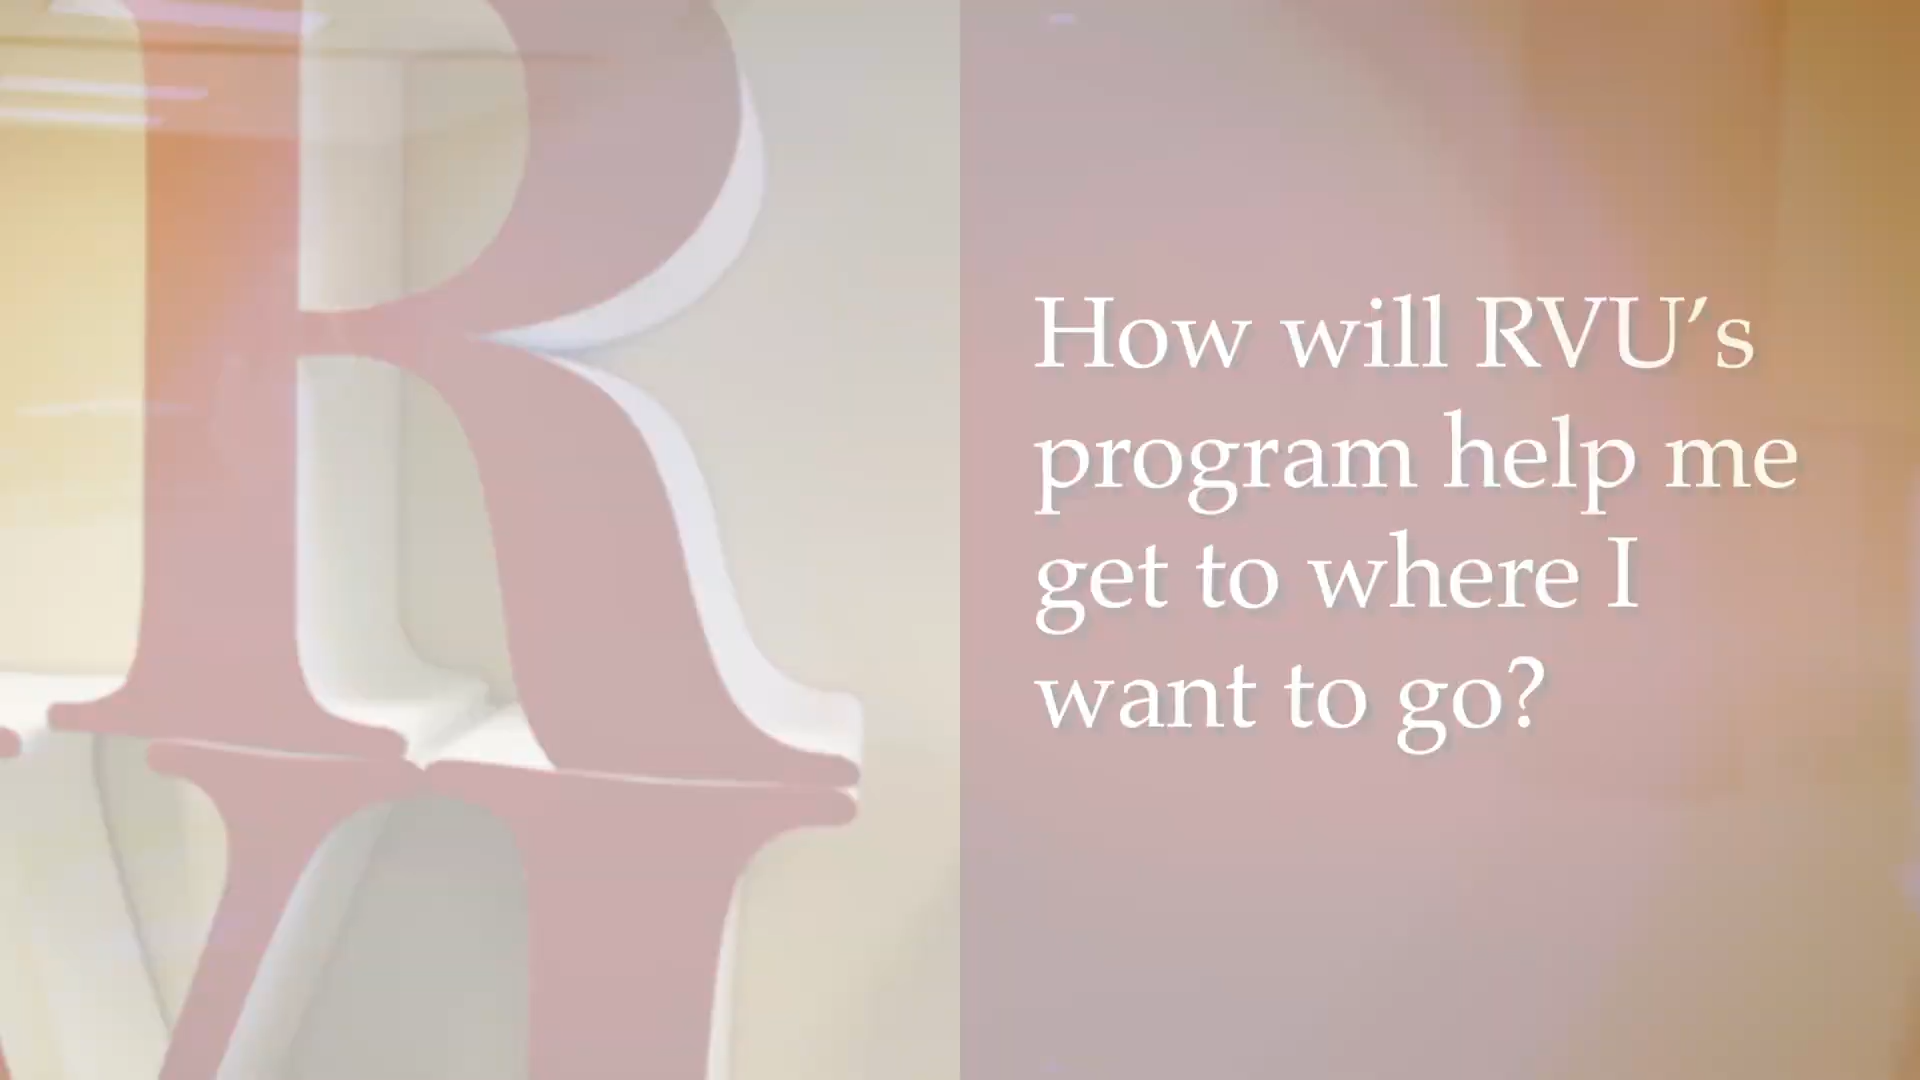 R
How will RVU’s
program help me
get to where I
want to go?